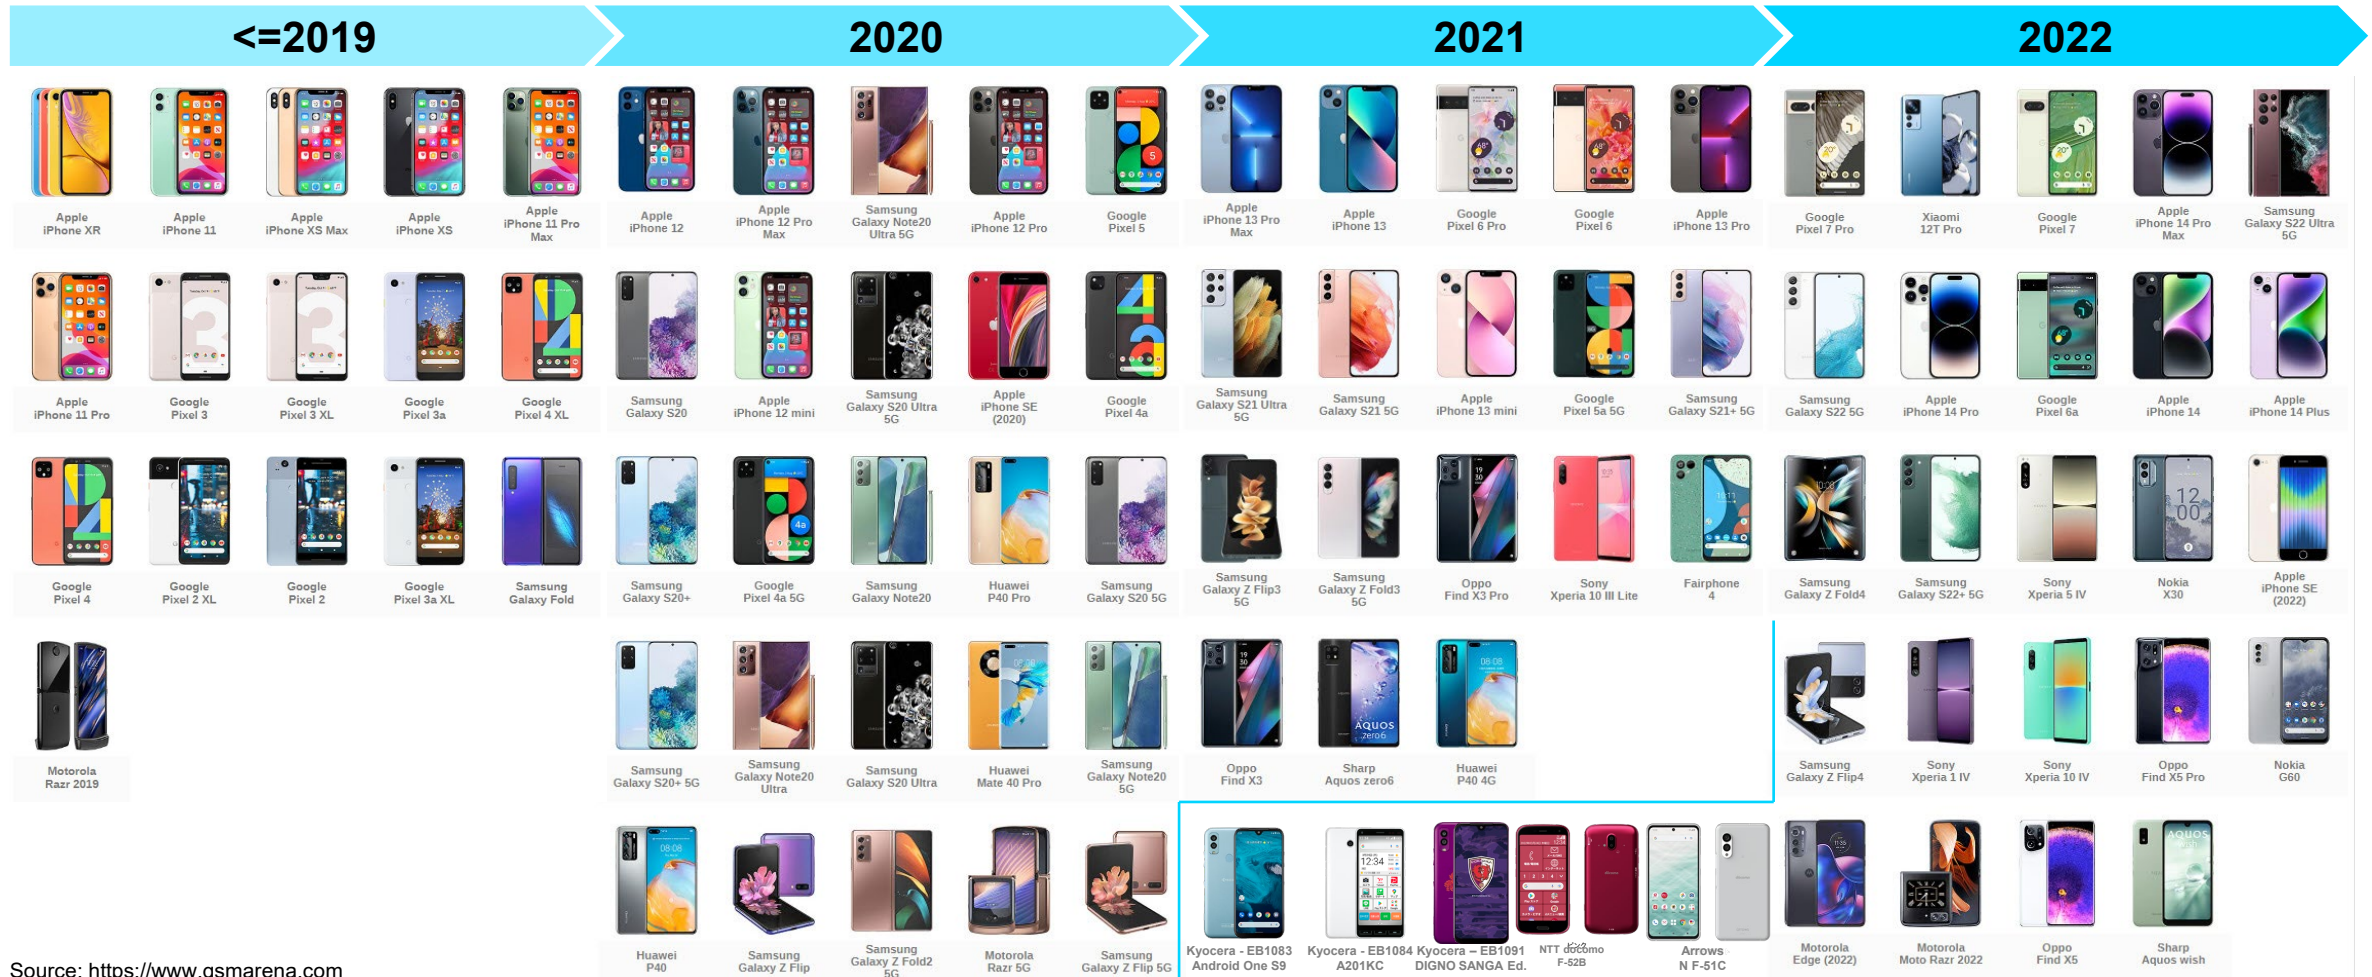 <=2019
2020
2021
2022
Apple
iPhone XR
Apple
iPhone 11
Apple
iPhone XS Max
Apple
iPhone XS
Apple
iPhone 11 Pro
Max
Apple
iPhone 12
Apple
iPhone 12 Pro
Max
Samsung
Galaxy Note20
Ultra 5G
Apple
iPhone 12 Pro
Google
Pixel 5
Apple
iPhone 13 Pro
Max
Apple
iPhone 13
Google
Pixel 6 Pro
Google
Pixel 6
Apple
iPhone 13 Pro
Google
Pixel 7 Pro
Xiaomi
12T Pro
Google
Pixel 7
Apple
iPhone 14 Pro
Max
Samsung
Galaxy S22 Ultra
5G
Apple
iPhone 11 Pro
Google
Pixel 3
Google
Pixel 3 XL
Google
Pixel 3a
Google
Pixel 4 XL
Samsung
Galaxy S20
Apple
iPhone 12 mini
Samsung
Galaxy S20 Ultra
5G
Apple
iPhone SE
(2020)
Google
Pixel 4a
Samsung
Galaxy S21 Ultra
5G
Samsung
Galaxy S21 5G
Apple
iPhone 13 mini
Google
Pixel 5a 5G
Samsung
Galaxy S21+ 5G
Samsung
Galaxy S22 5G
Apple
iPhone 14 Pro
Google
Pixel 6a
Apple
iPhone 14
Apple
iPhone 14 Plus
Google
Pixel 4
Google
Pixel 2 XL
Google
Pixel 2
Google
Pixel 3a XL
Samsung
Galaxy Fold
Samsung
Galaxy S20+
Google
Pixel 4a 5G
Samsung
Galaxy Note20
Huawei
P40 Pro
Samsung
Galaxy S20 5G
Samsung
Galaxy Z Flip3
5G
Samsung
Galaxy Z Fold3
5G
Oppo
Find X3 Pro
Sony
Xperia 10 III Lite
Fairphone
4
Samsung
Galaxy Z Fold4
Samsung
Galaxy S22+ 5G
Sony
Xperia 5 IV
Nokia
X30
Apple
iPhone SE
(2022)
Motorola
Razr 2019
Samsung
Galaxy S20+ 5G
Samsung
Galaxy Note20
Ultra
Samsung
Galaxy S20 Ultra
Huawei
Mate 40 Pro
Samsung
Galaxy Note20
5G
Oppo
Find X3
AQUOS
zero6
Sharp
Aquos zero6
Huawei
P40 4G
Samsung
Galaxy Z Flip4
Sony
Xperia 1 IV
Sony
Xperia 10 IV
Oppo
Find X5 Pro
Nokia
G60
Huawei
P40
Samsung
Galaxy Z Flip
Samsung
Galaxy Z Fold2
5G
Motorola
Razr 5G
Samsung
Galaxy Z Flip 5G
Kyocera - EB1083
Android One S9
12:34
Kyocera - EB1084
A201KC
Kyocera – EB1091
DIGNO SANGA Ed.
NTT docomo
F-52B
Arrows
N F-51C
Motorola
Edge (2022)
Motorola
Moto Razr 2022
Oppo
Find X5
AQUOS
Sharp
Aquos wish
Source: https://www.gsmarena.com